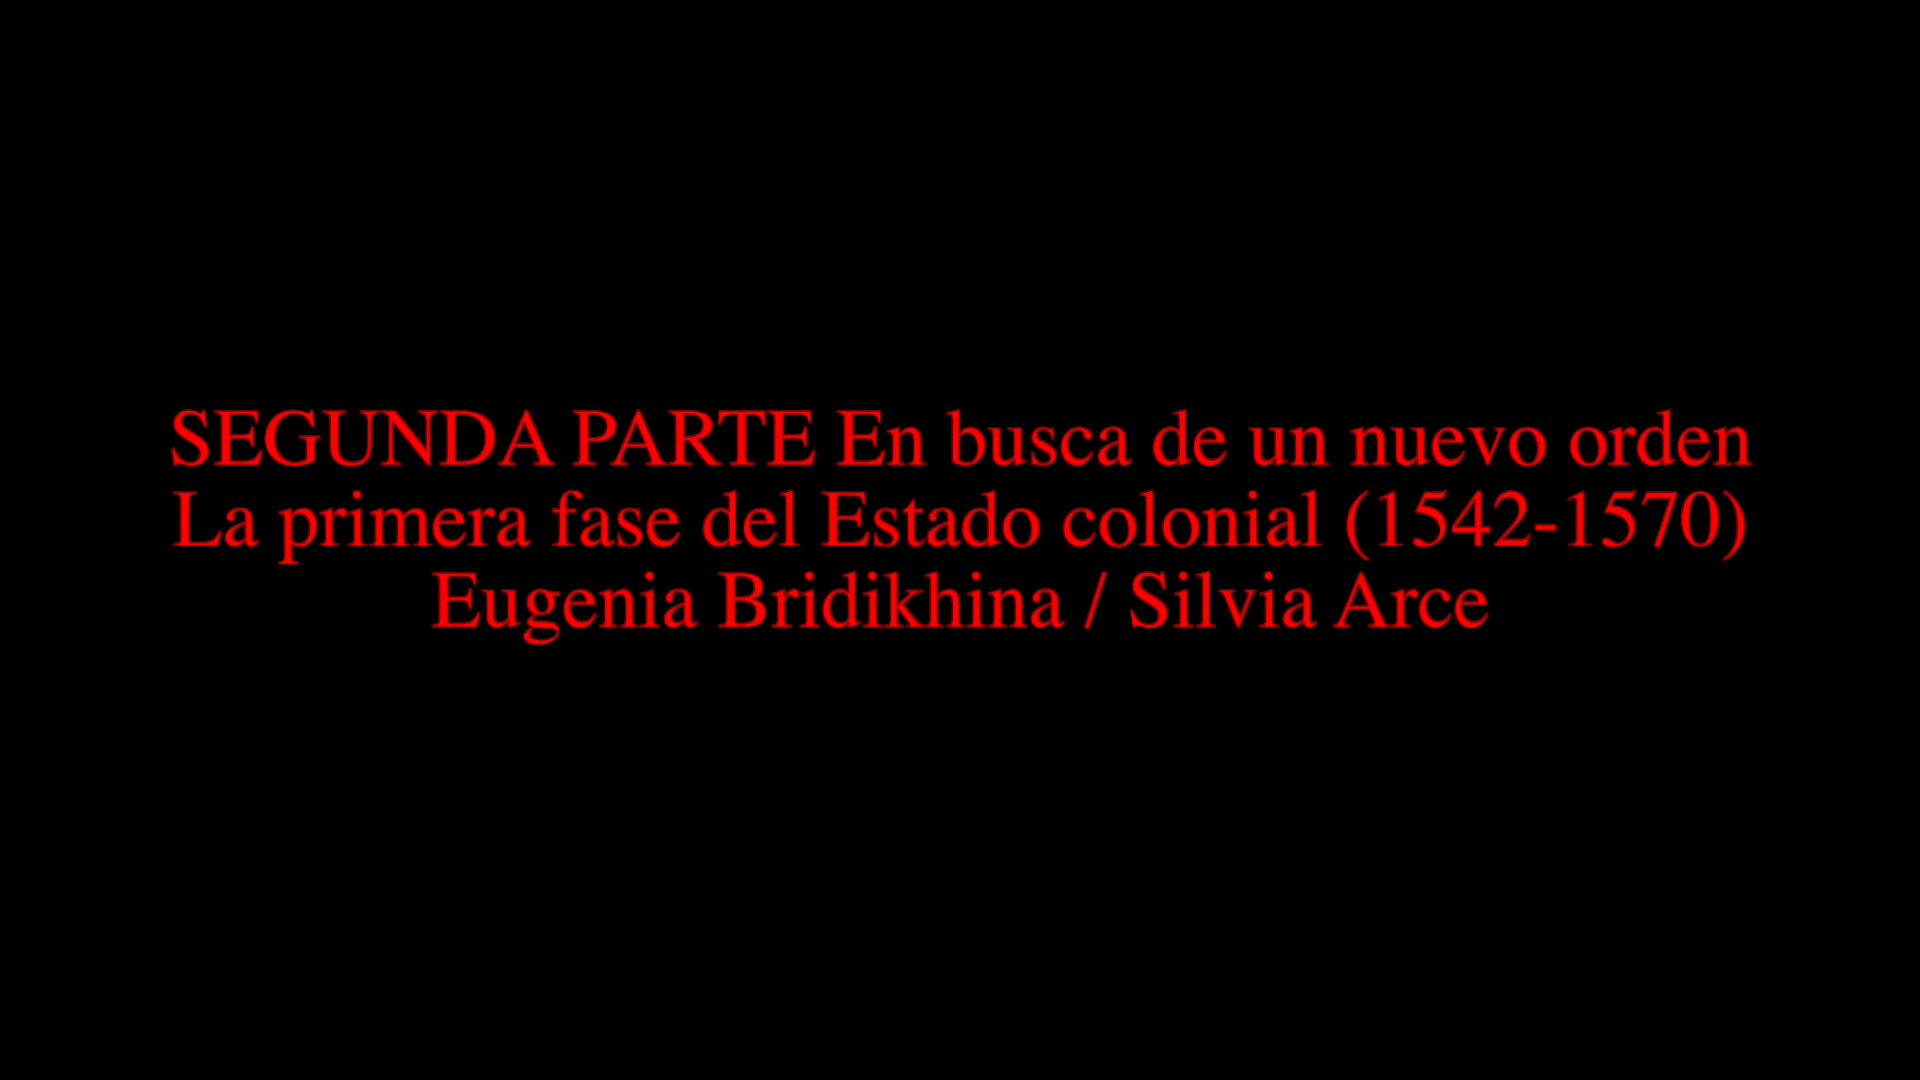 SEGUNDA PARTE En busca de un nuevo orden
La primera fase del Estado colonial (1542-1570)
Eugenia Bridikhina / Silvia Arce